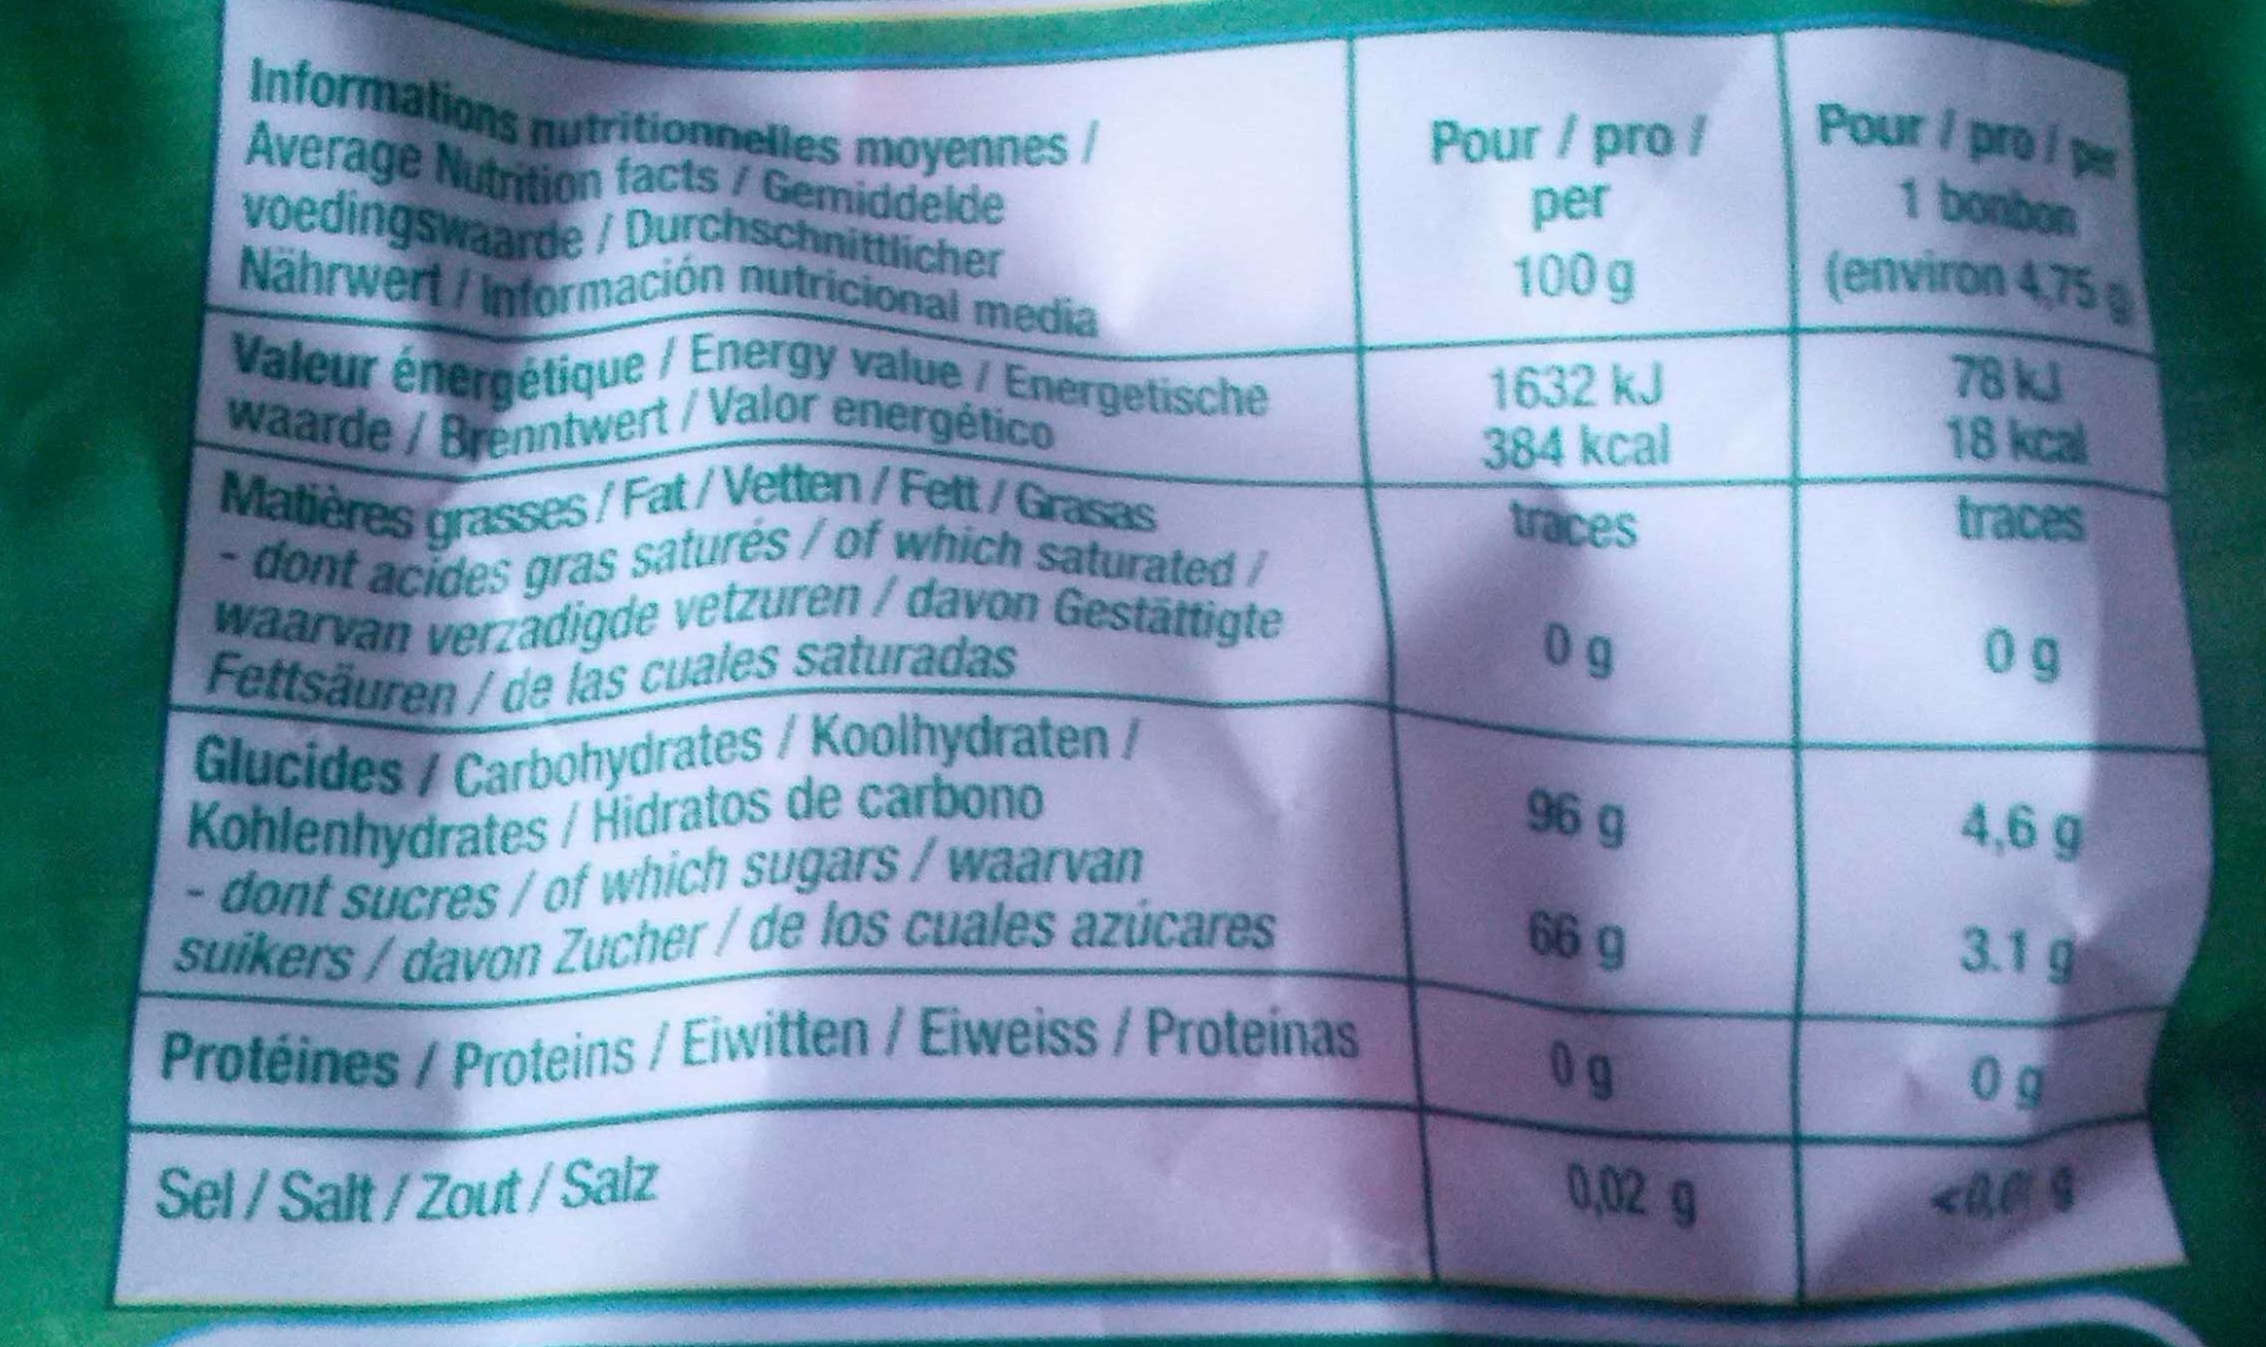 Informations nutritionnelles moyennes /
Average Nutrition facts / Gemiddelde
voedingswaarde / Durchschnittlicher
Nährwert / Información nutricional media
Pour / pro /
per
100 g
Pour / pro / per
1 bonbon
(environ 4,75 g
Valeur énergétique / Energy value / Energetische
waarde / Brenntwert / Valor energético
1632 kJ
384 kcal
78 kJ
18 kcal
Matières grasses / Fat / Vetten / Fett / Grasas
traces
traces
- dont acides gras saturés / of which saturated /
waarvan verzadigde vetzuren / davon Gestättigte
Fettsäuren / de las cuales saturadas
0 g
0 g
Glucides / Carbohydrates / Koolhydraten /
Kohlenhydrates / Hidratos de carbono
96 g
4,6 g
- dont sucres / of which sugars / waarvan
suikers / davon Zucher / de los cuales azúcares
66 g
3.1 g
Protéines / Proteins / Eiwitten / Eiweiss / Proteinas
0 g
0 g
Sel / Salt / Zout / Salz
0,02 g
<0,01 g